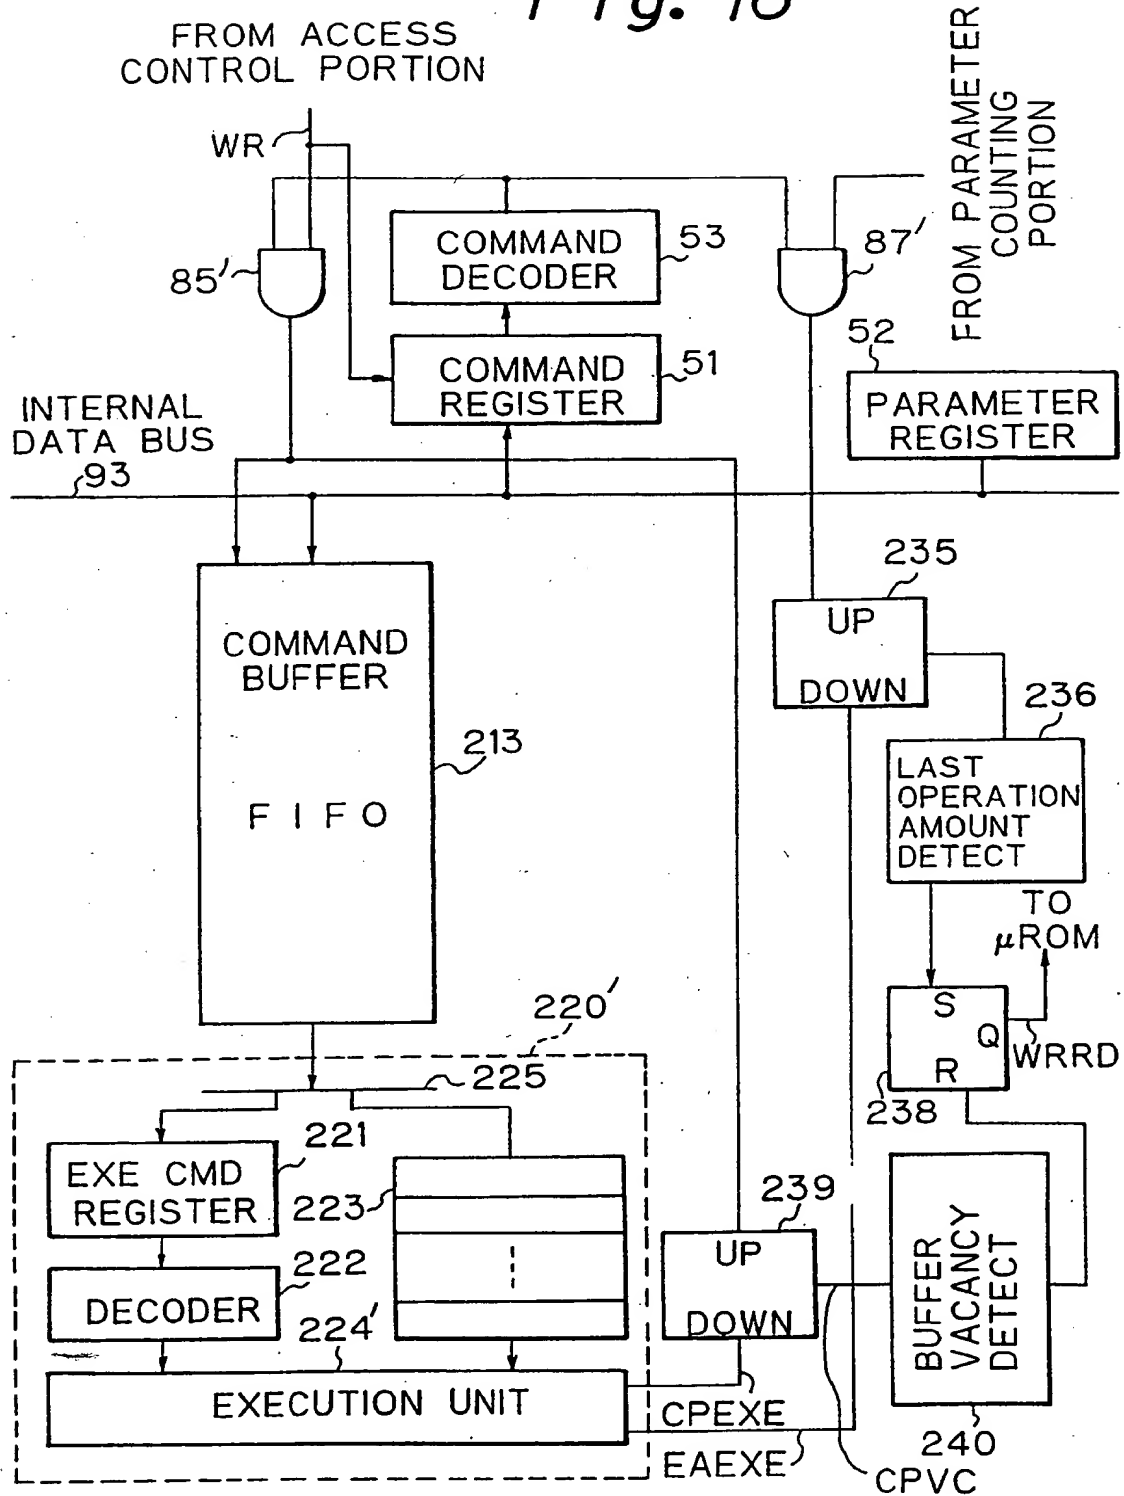 Fig. 18
FROM ACCESS
CONTROL PORTION
WR
FROM PARAMETER
COUNTING
PORTION
COMMAND
DECODER
53
85'
87'
COMMAND
REGISTER
51
52
PARAMETER
REGISTER
INTERNAL
DATA BUS
93
235
UP
DOWN
COMMAND
BUFFER
FIFO
213
236
LAST
OPERATION
AMOUNT
DETECT
TO
μROM
S
Q
R
WRRD
238
220'
225
221
EXE CMD
REGISTER
223
222
DECODER
224'
EXECUTION UNIT
239
UP
DOWN
BUFFER
VACANCY
DETECT
240
CPEXE
EAEXE
CPVC